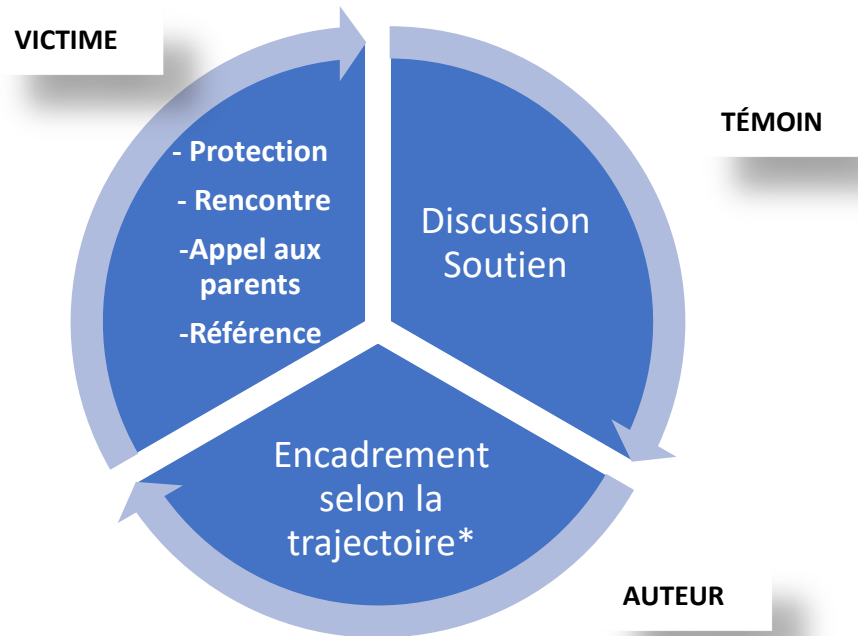 VICTIME
- Protection
- Rencontre
-Appel aux
parents
-Référence
TÉMOIN
Discussion
Soutien
Encadrement
selon la
trajectoire*
AUTEUR